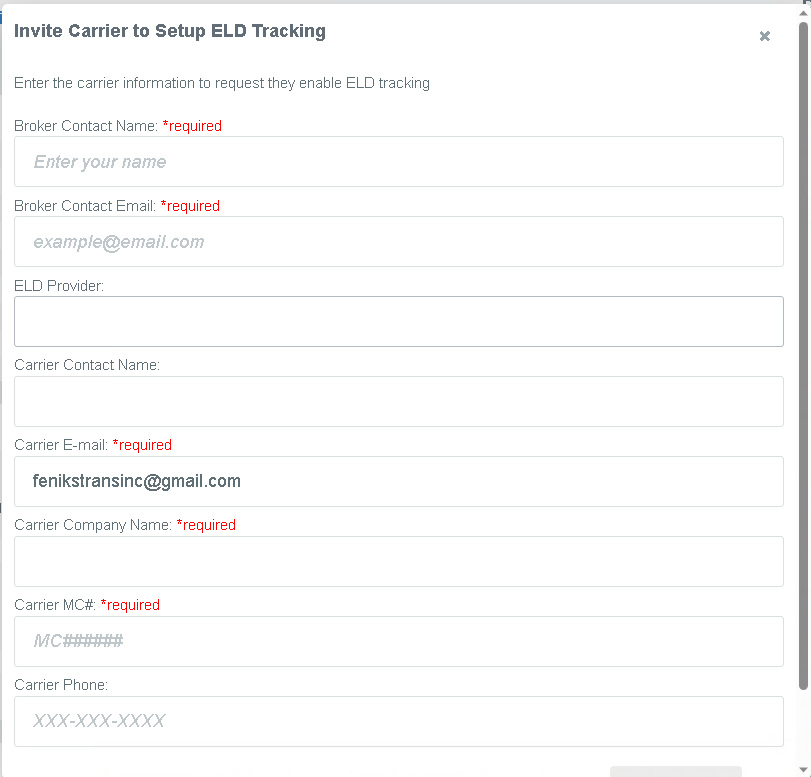 Invite Carrier to Setup ELD Tracking
×
Enter the carrier information to request they enable ELD tracking
Broker Contact Name: *required
Enter your name
Broker Contact Email: *required
example@email.com
ELD Provider:
Carrier Contact Name:
Carrier E-mail: *required
fenikstransinc@gmail.com
Carrier Company Name: *required
Carrier MC#: *required
MC######
Carrier Phone:
XXX-XXX-XXXX